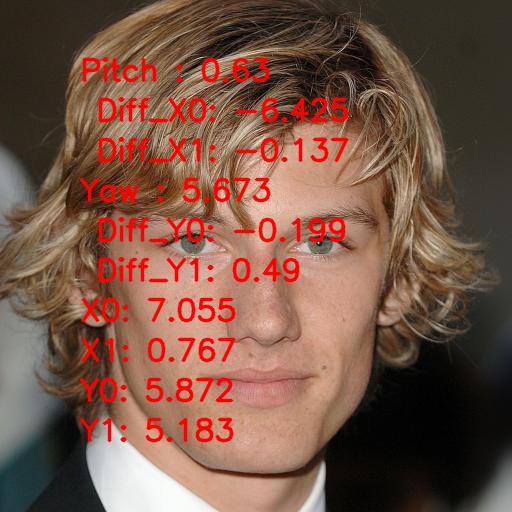 Pitch : 0.63
Diff_X0: -6.425
Diff_X1: -0.137
Yaw : 5.673
Diff_Y0: -0.199
Diff_Y1: 0.49
X0: 7.055
X1: 0.767
Y0: 5.872
Y1: 5.183